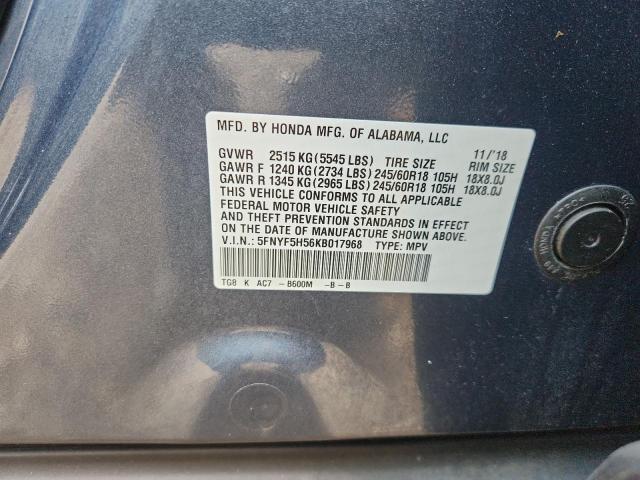 MFD. BY HONDA MFG. OF ALABAMA, LLC
GVWR 2515 KG (5545 LBS) TIRE SIZE 11/'18 RIM SIZE
GAWR F 1240 KG (2734 LBS) 245/60R18 105H 18X8.0J
GAWR R 1345 KG (2965 LBS) 245/60R18 105H 18X8.0J
THIS VEHICLE CONFORMS TO ALL APPLICABLE
FEDERAL MOTOR VEHICLE SAFETY
AND THEFT PREVENTION STANDARDS IN EFFECT
ON THE DATE OF MANUFACTURE SHOWN ABOVE.
V.I.N.: 5FNYF5H56KB017968 TYPE: MPV
TG8 K AC7 - B600M -B-B
HONDA